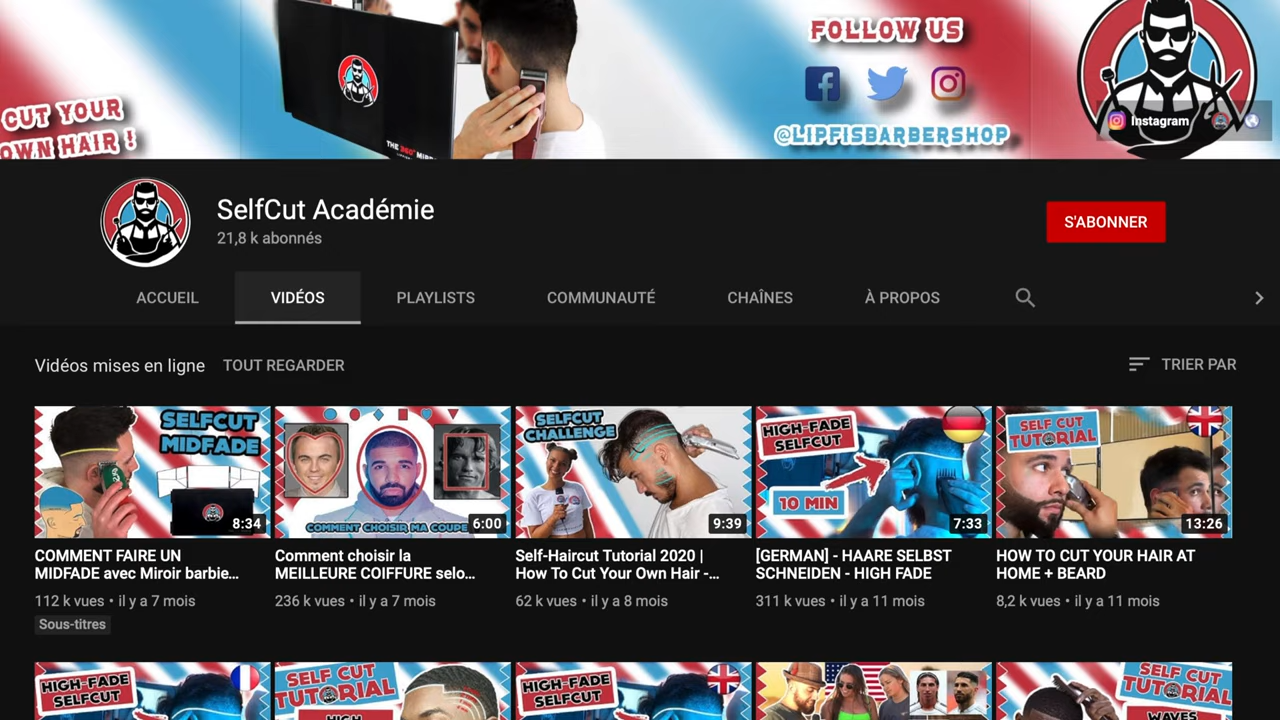 FOLLOW US
CUT YOUR
OWN HAIR !
THE 360° MIRR
@LIPFISBARBERSHOP
Instagram
SelfCut Académie
21,8 k abonnés
S'ABONNER
ACCUEIL
VIDÉOS
PLAYLISTS
COMMUNAUTÉ
CHAÎNES
À PROPOS
Vidéos mises en ligne
TOUT REGARDER
TRIER PAR
SELFCUT
MIDFADE
8:34
COMMENT CHOISIR MA COUPE
6:00
SELFCUT
CHALLENGE
9:39
HIGH-FADE
SELFCUT
10 MIN
7:33
SELF CUT
TUTORIAL
13:26
COMMENT FAIRE UN
MIDFADE avec Miroir barbie...
112 k vues • il y a 7 mois
Sous-titres
Comment choisir la
MEILLEURE COIFFURE selo...
236 k vues • il y a 7 mois
Self-Haircut Tutorial 2020 |
How To Cut Your Own Hair -...
62 k vues • il y a 8 mois
[GERMAN] - HAARE SELBST
SCHNEIDEN - HIGH FADE
311 k vues • il y a 11 mois
HOW TO CUT YOUR HAIR AT
HOME + BEARD
8,2 k vues • il y a 11 mois
HIGH-FADE
SELFCUT
SELF CUT
TUTORIAL
HIGH
HIGH-FADE
SELFCUT
SELF CUT
TUTORIAL
WAVES